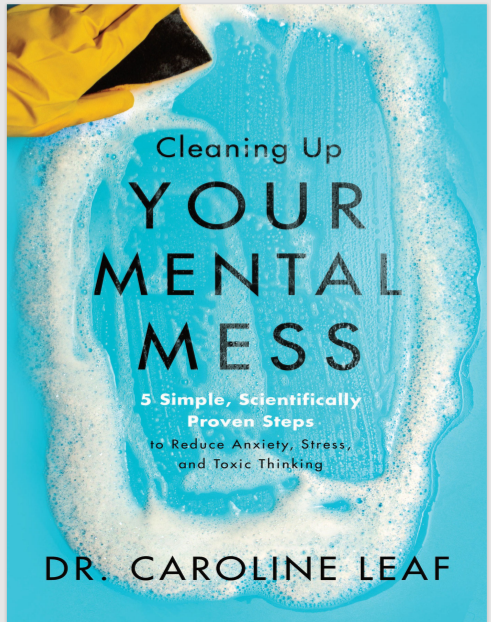 Cleaning Up
YOUR
MENTAL
MESS
5 Simple, Scientifically
Proven Steps
to Reduce Anxiety, Stress,
and Toxic Thinking
DR. CAROLINE LEAF